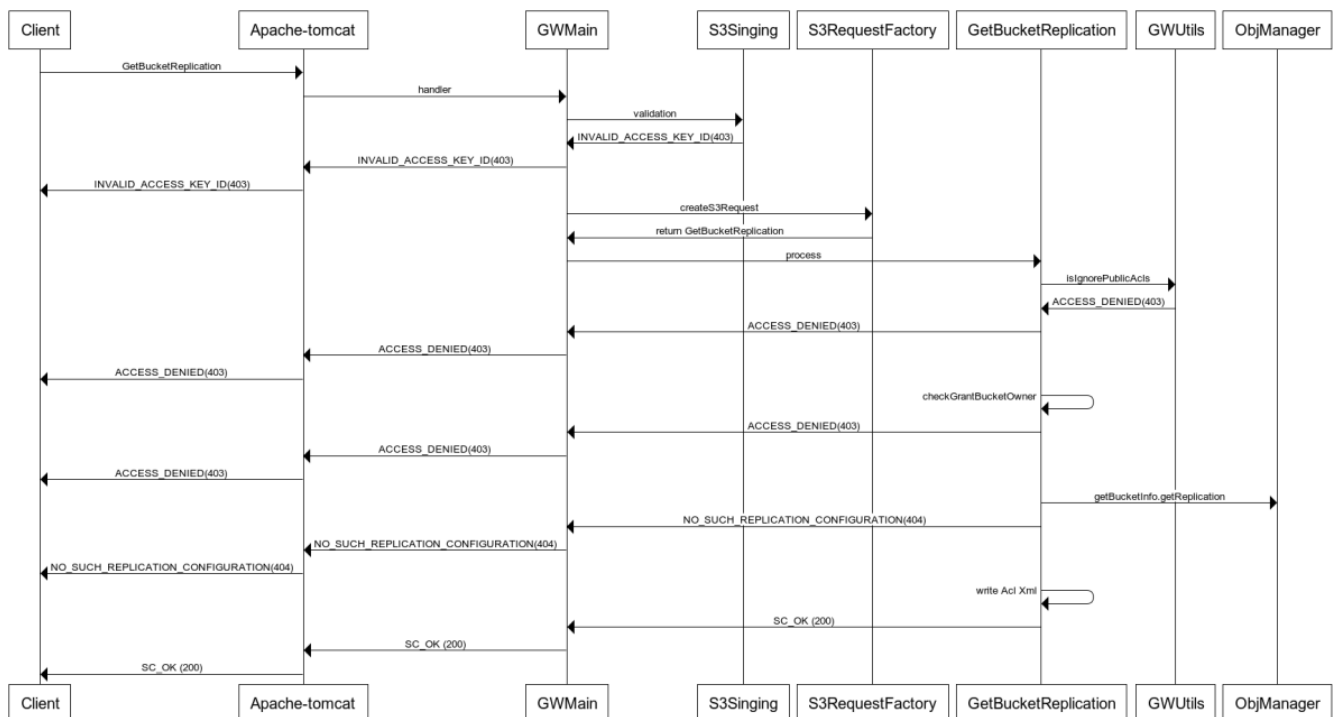 Client Apache-tomcat GWMain S3Singing S3RequestFactory GetBucketReplication GWUtils ObjManager
GetBucketReplication
handler
validation
INVALID_ACCESS_KEY_ID(403)
INVALID_ACCESS_KEY_ID(403)
INVALID_ACCESS_KEY_ID(403)
createS3Request
return GetBucketReplication
process
isIgnorePublicAcls
ACCESS_DENIED(403)
ACCESS_DENIED(403)
ACCESS_DENIED(403)
ACCESS_DENIED(403)
checkGrantBucketOwner
ACCESS_DENIED(403)
ACCESS_DENIED(403)
ACCESS_DENIED(403)
getBucketInfo.getReplication
NO_SUCH_REPLICATION_CONFIGURATION(404)
NO_SUCH_REPLICATION_CONFIGURATION(404)
NO_SUCH_REPLICATION_CONFIGURATION(404)
write Acl Xml
SC_OK (200)
SC_OK (200)
SC_OK (200)
Client Apache-tomcat GWMain S3Singing S3RequestFactory GetBucketReplication GWUtils ObjManager